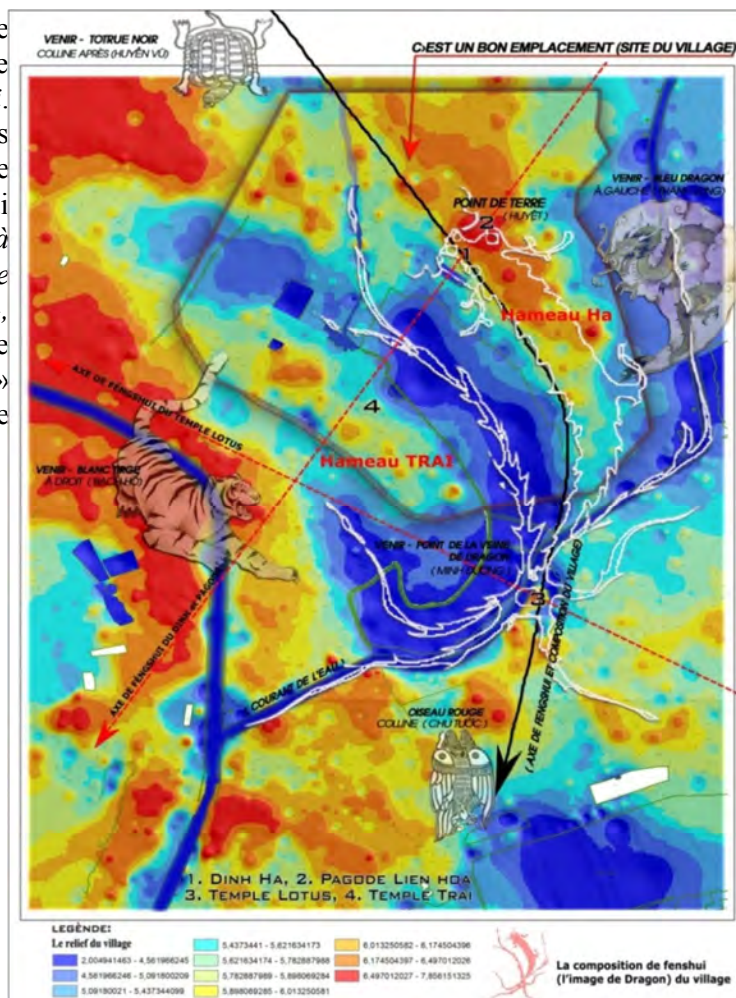 e
e
f.
s
e
i
à
e
,
e
»
e
VENIR - TOTRUE NOIR
COLLINE APRÈS (HUYỀN VŨ)
C›EST UN BON EMPLACEMENT (SITE DU VILLAGE)
VENIR - BLEU DRAGON
À GAUCHE
POINT DE TERRE
( HUYỆT )
2
1
Hameau Ha
AXE DE FENGSHUI DU TEMPLE LOTUS
4
Hameau TRAI
VENIR - BLANC TIRGE
À DROIT ( BẠCH HỔ )
VENIR - POINT DE LA VEINE
DE DRAGON
( MINH ĐƯỜNG )
3
AXE DE FENGSHUI DU DINH et PAGODE
COURANT DE L'EAU
( AXE DE FENGSHUI ET COMPOSITION DU VILLAGE)
OISEAU ROUGE
COLLINE ( CHU TƯỚC )
1. DINH HA, 2. PAGODE LIEN HOA
3. TEMPLE LOTUS, 4. TEMPLE TRAI
LEGÈNDE:
Le relief du village
2,004941463 - 4,561966245
4,561966246 - 5,091800209
5,09180021 - 5,437344099
5,4373441 - 5,621634173
5,621634174 - 5,782887988
5,782887989 - 5,898069284
5,898069285 - 6,013250581
6,013250582 - 6,174504396
6,174504397 - 6,497012026
6,497012027 - 7,856151325
La composition de fenshui
(l'image de Dragon) du village